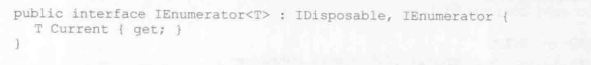 public interface IEnumerator<T> : IDisposable, IEnumerator {
T Current { get; }
}